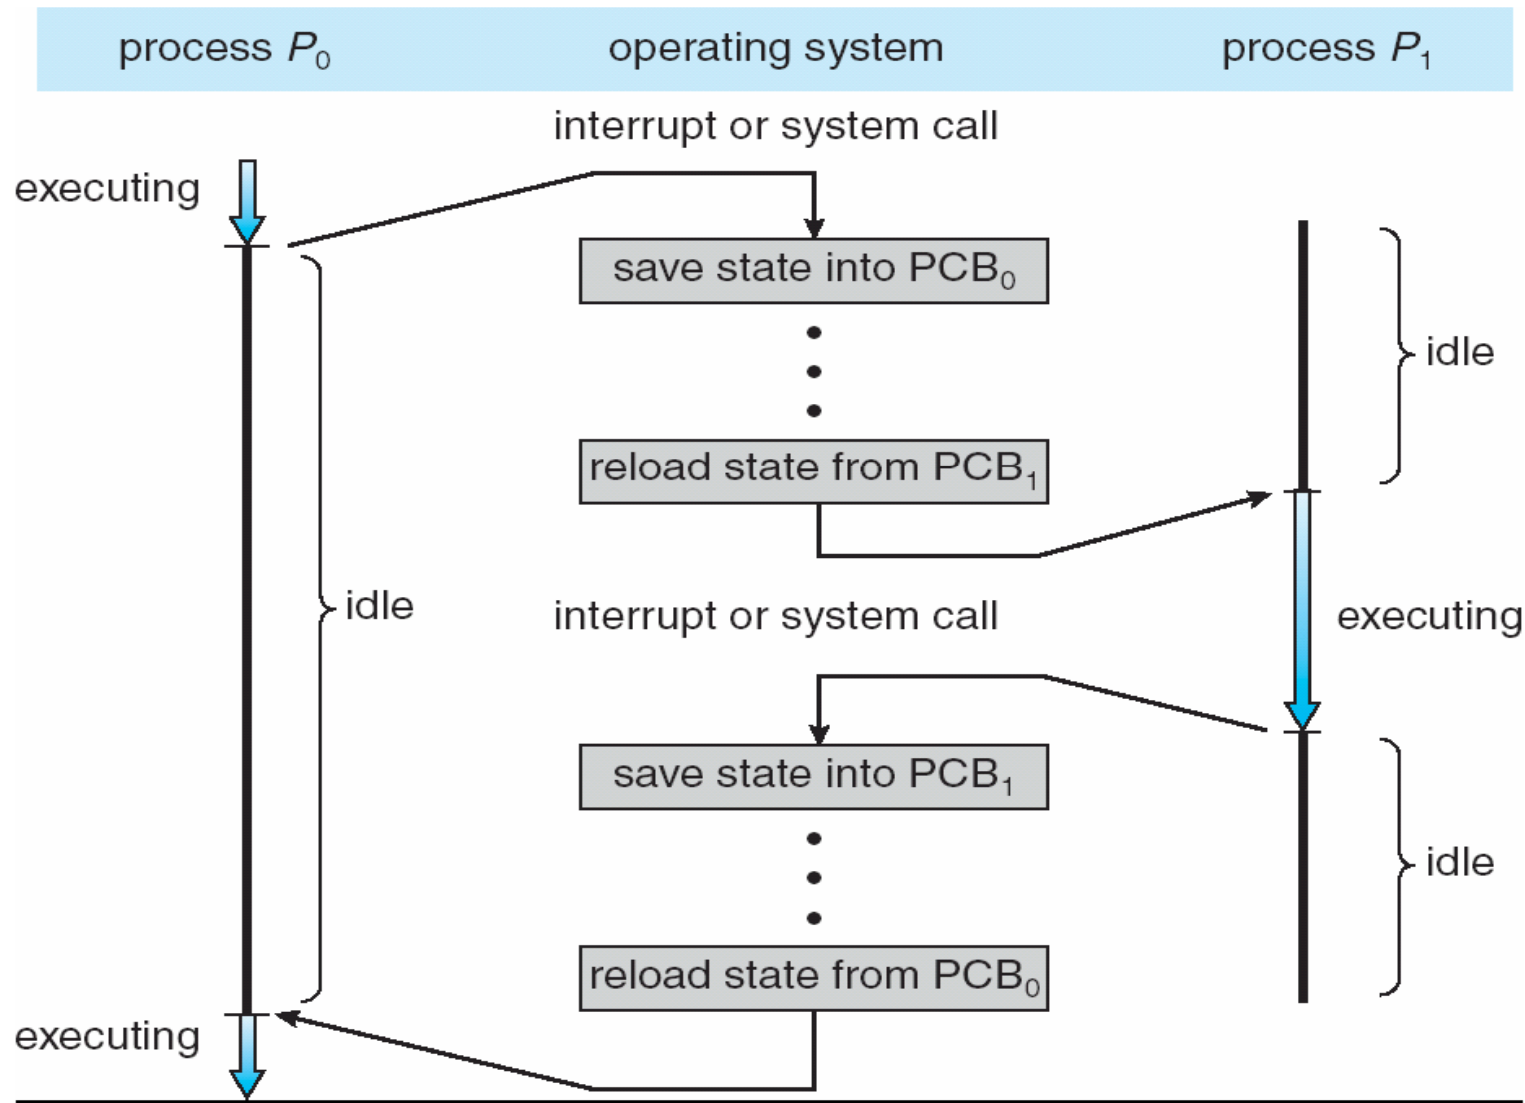 process P₀ operating system process P₁
interrupt or system call
executing
save state into PCB₀
idle
reload state from PCB₁
idle
interrupt or system call
executing
save state into PCB₁
idle
reload state from PCB₀
executing